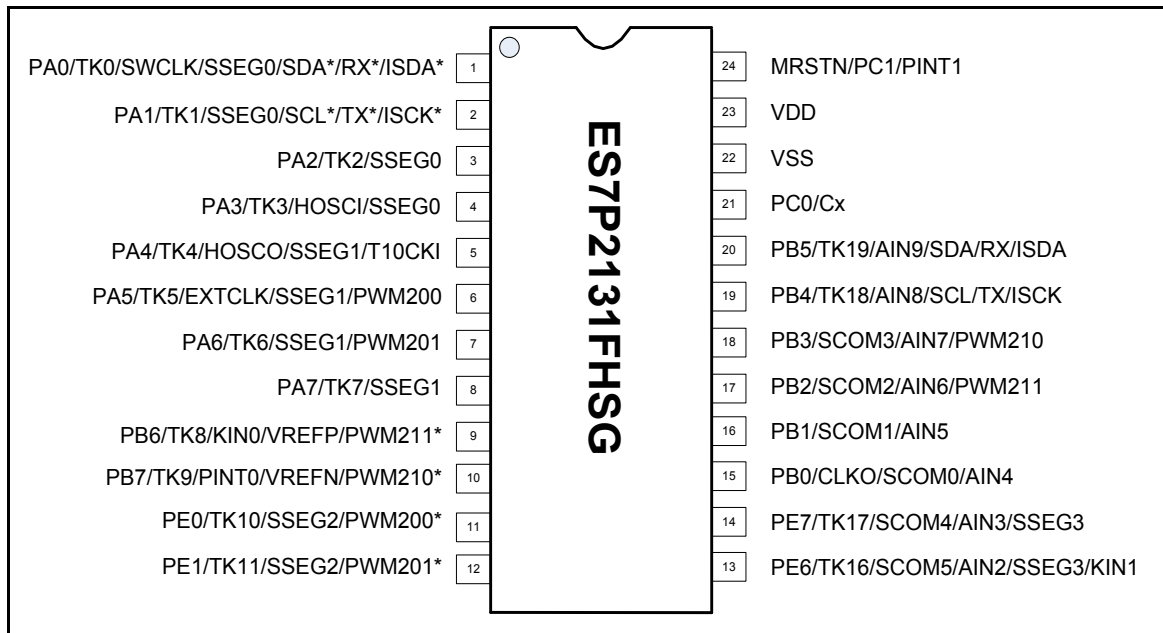 PA0/TK0/SWCLK/SSEG0/SDA*/RX*/ISDA* 1
PA1/TK1/SSEG0/SCL*/TX*/ISCK* 2
PA2/TK2/SSEG0 3
PA3/TK3/HOSCI/SSEG0 4
PA4/TK4/HOSCO/SSEG1/T10CKI 5
PA5/TK5/EXTCLK/SSEG1/PWM200 6
PA6/TK6/SSEG1/PWM201 7
PA7/TK7/SSEG1 8
PB6/TK8/KIN0/VREFP/PWM211* 9
PB7/TK9/PINT0/VREFN/PWM210* 10
PE0/TK10/SSEG2/PWM200* 11
PE1/TK11/SSEG2/PWM201* 12
ES7P2131FHSG
24 MRSTN/PC1/PINT1
23 VDD
22 VSS
21 PC0/Cx
20 PB5/TK19/AIN9/SDA/RX/ISDA
19 PB4/TK18/AIN8/SCL/TX/ISCK
18 PB3/SCOM3/AIN7/PWM210
17 PB2/SCOM2/AIN6/PWM211
16 PB1/SCOM1/AIN5
15 PB0/CLKO/SCOM0/AIN4
14 PE7/TK17/SCOM4/AIN3/SSEG3
13 PE6/TK16/SCOM5/AIN2/SSEG3/KIN1